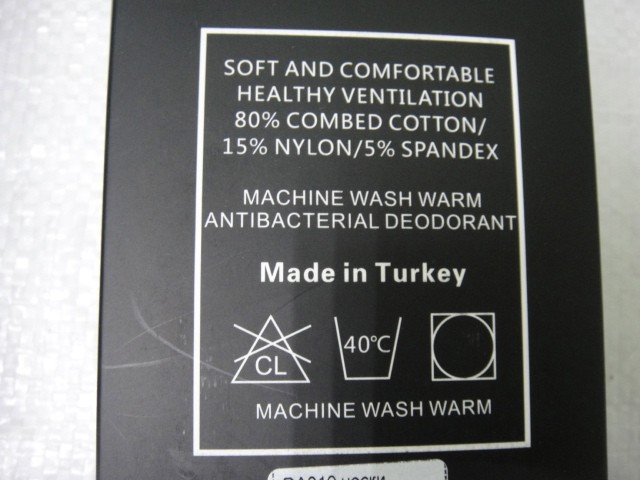 SOFT AND COMFORTABLE
HEALTHY VENTILATION
80% COMBED COTTON/
15% NYLON/5% SPANDEX
MACHINE WASH WARM
ANTIBACTERIAL DEODORANT
Made in Turkey
CL 40°C
MACHINE WASH WARM